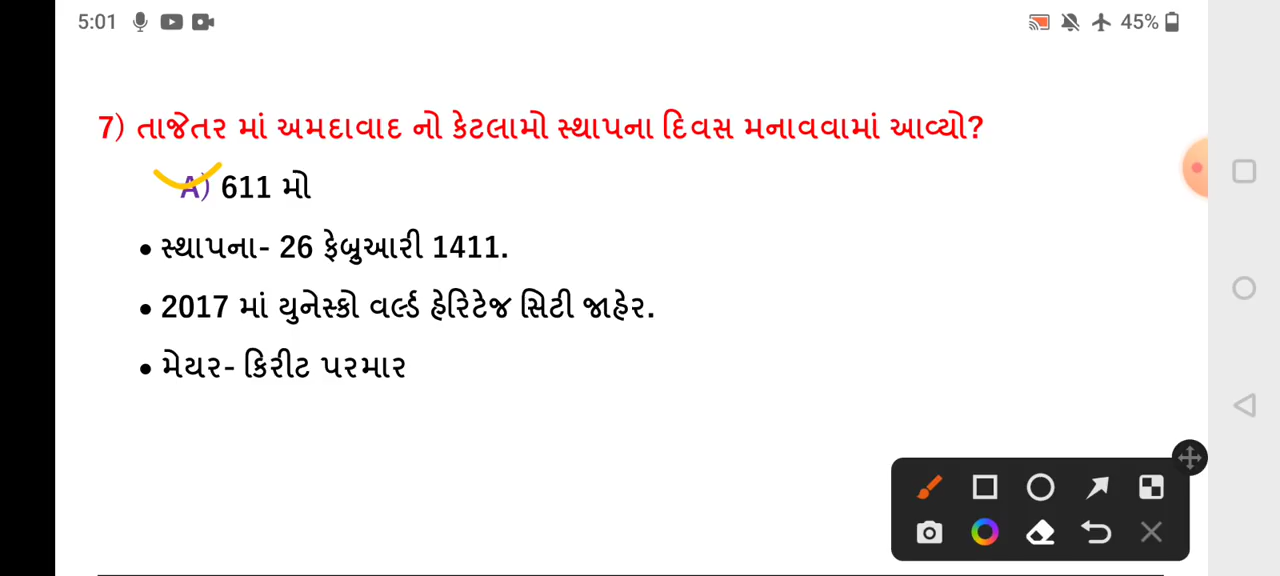 5:01
45%
7) તાજેતર માં અમદાવાદ નો કેટલામો સ્થાપના દિવસ મનાવવામાં આવ્યો?
A) 611 મો
• સ્થાપના- 26 ફેબ્રુઆરી 1411.
• 2017 માં યુનેસ્કો વર્લ્ડ હેરિટેજ સિટી જાહેર.
• મેયર- કિરીટ પરમાર